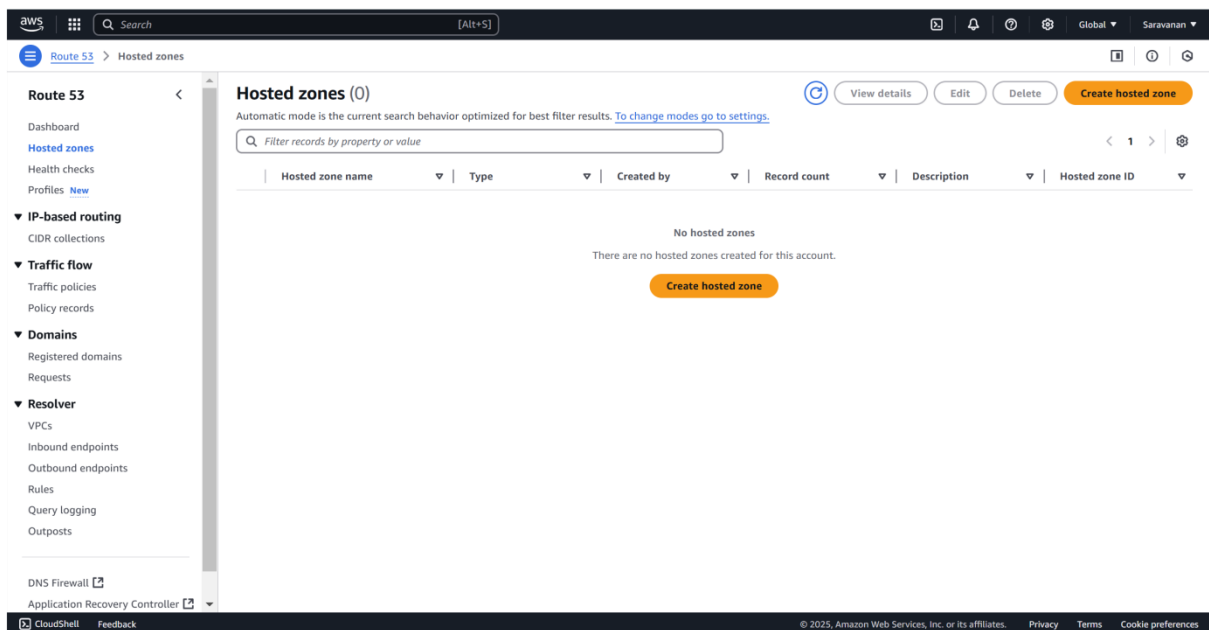 aws Search [Alt+S] Global Saravanan
Route 53 > Hosted zones
Route 53
Dashboard
Hosted zones
Health checks
Profiles New
IP-based routing
CIDR collections
Traffic flow
Traffic policies
Policy records
Domains
Registered domains
Requests
Resolver
VPCs
Inbound endpoints
Outbound endpoints
Rules
Query logging
Outposts
DNS Firewall
Application Recovery Controller
Hosted zones (0) View details Edit Delete Create hosted zone
Automatic mode is the current search behavior optimized for best filter results. To change modes go to settings.
Filter records by property or value < 1 >
Hosted zone name Type Created by Record count Description Hosted zone ID
No hosted zones
There are no hosted zones created for this account.
Create hosted zone
CloudShell Feedback © 2025, Amazon Web Services, Inc. or its affiliates. Privacy Terms Cookie preferences